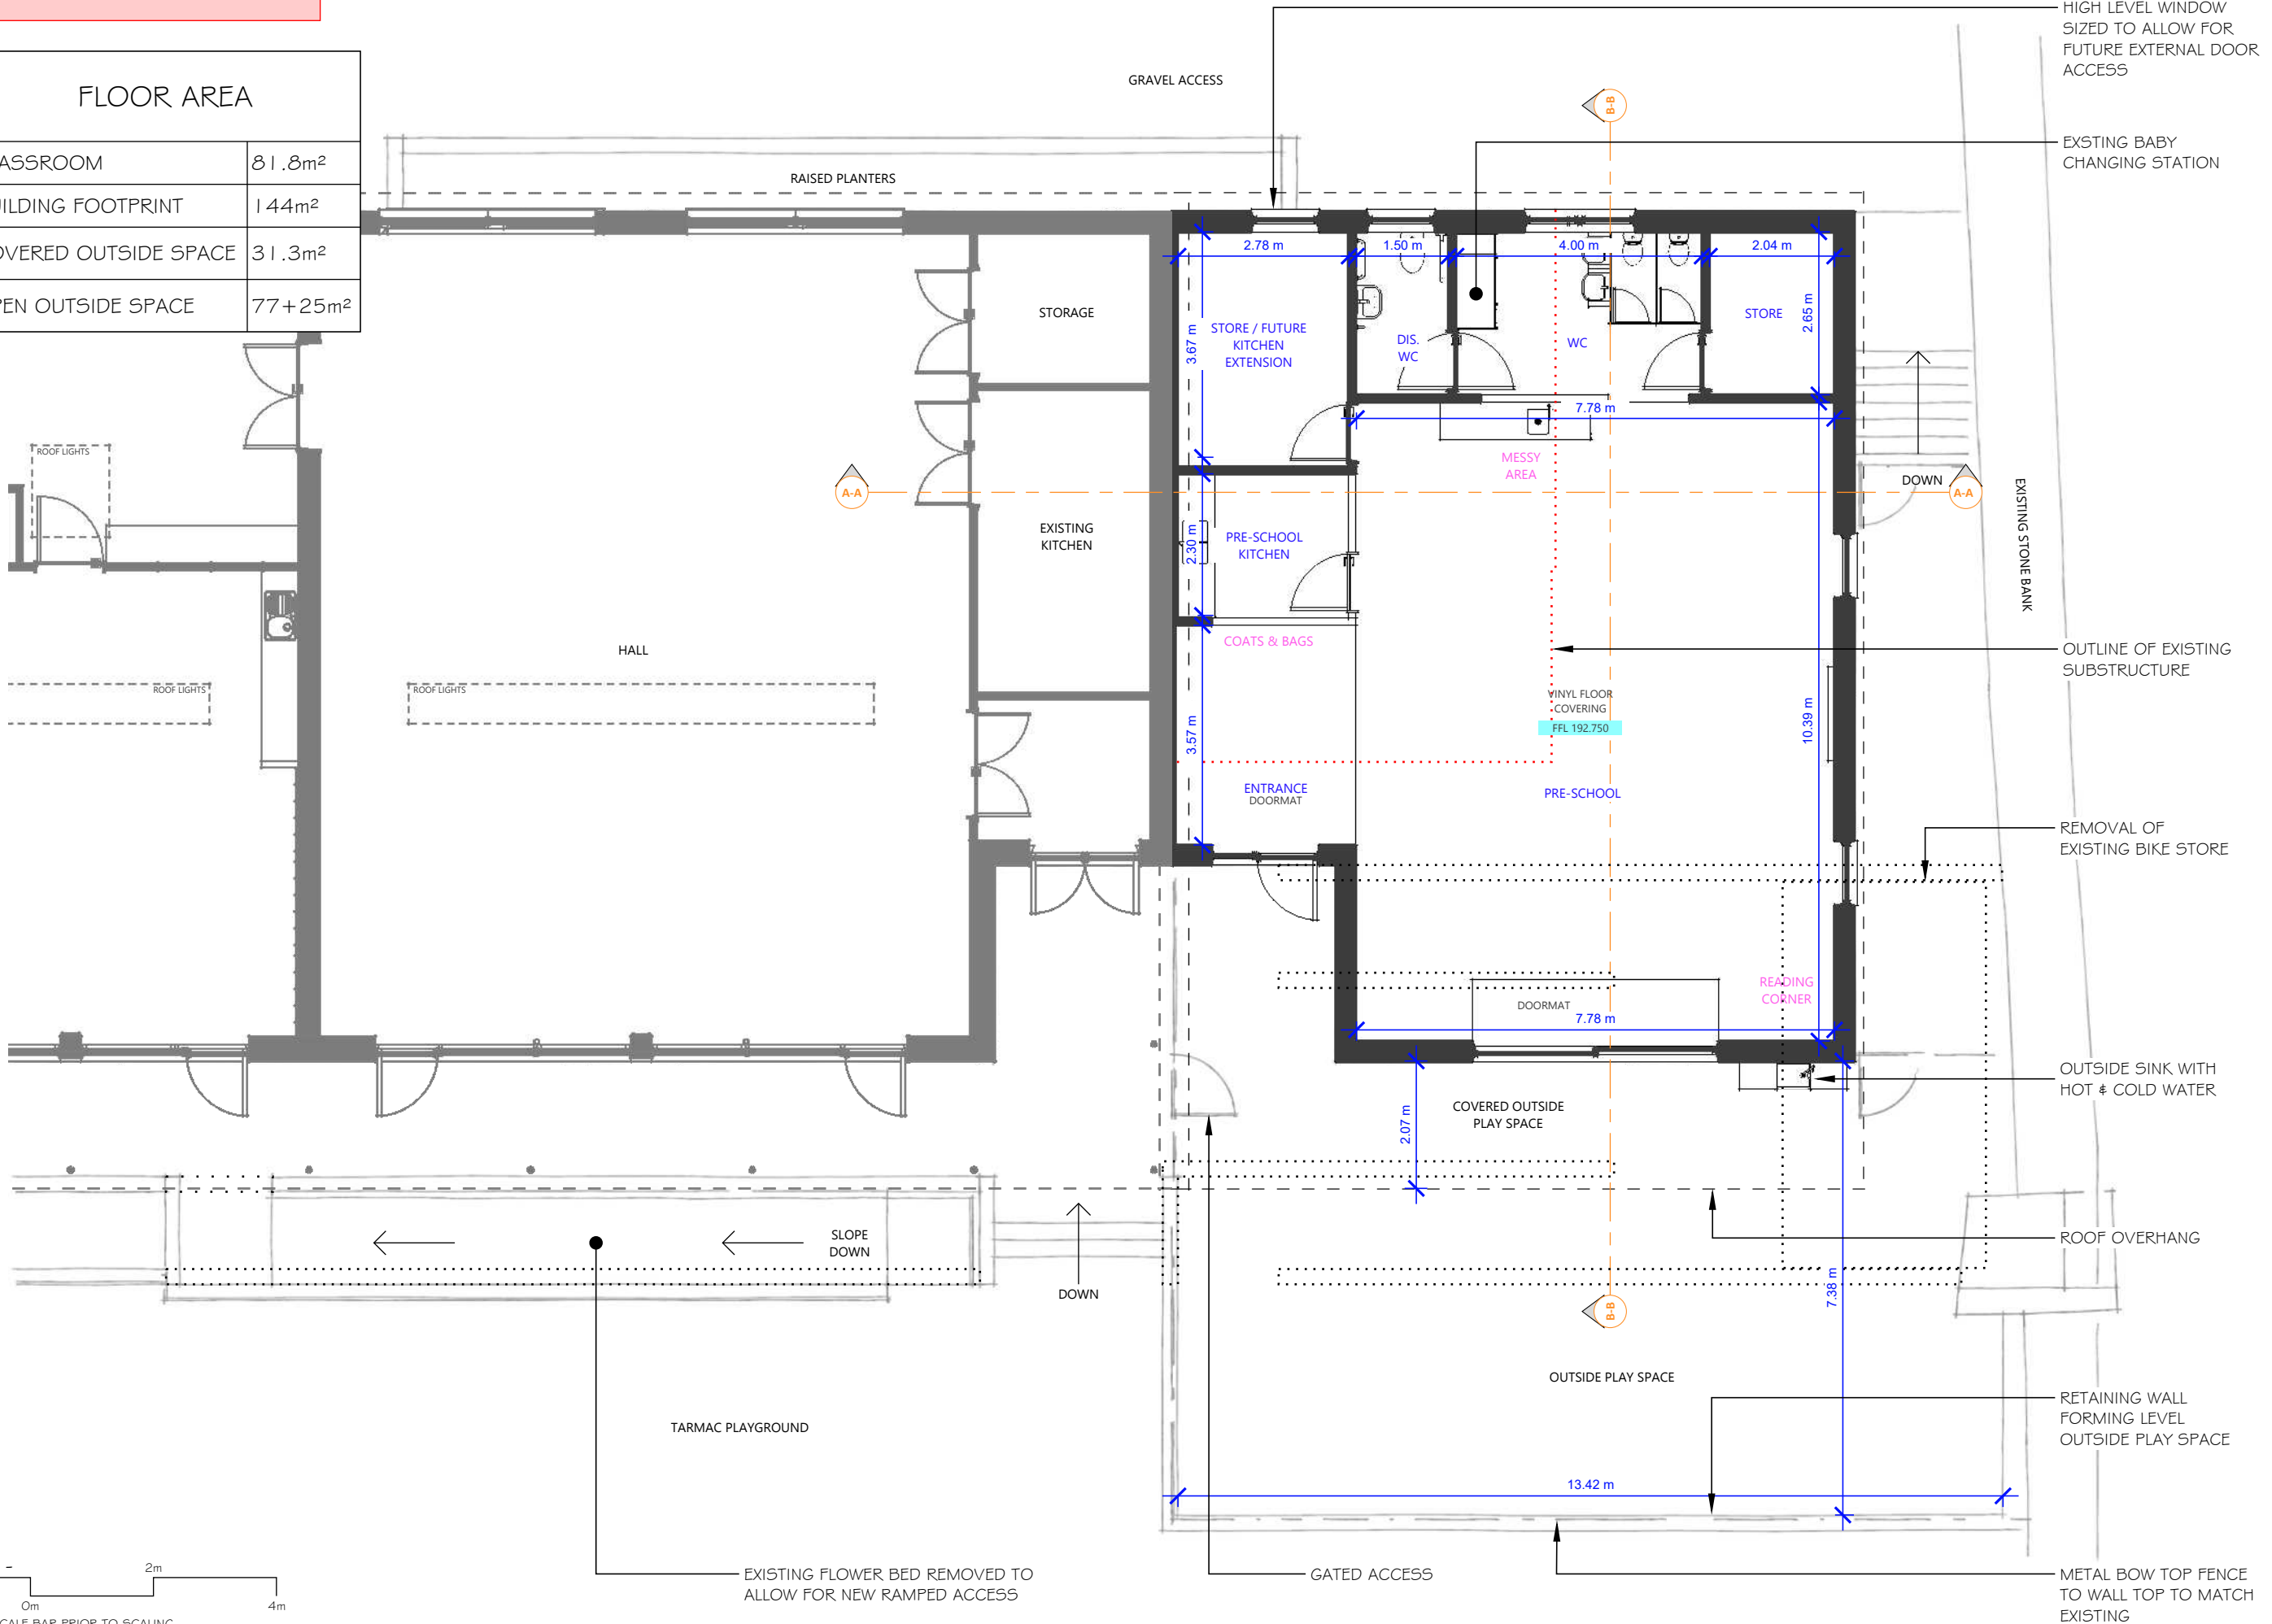 FLOOR AREA
ASSROOM 81.8m²
ILDING FOOTPRINT 144m²
OVERED OUTSIDE SPACE 31.3m²
PEN OUTSIDE SPACE 77+25m²
GRAVEL ACCESS
RAISED PLANTERS
HIGH LEVEL WINDOW
SIZED TO ALLOW FOR
FUTURE EXTERNAL DOOR
ACCESS
B-B
EXSTING BABY
CHANGING STATION
2.78 m
1.50 m
4.00 m
2.04 m
STORAGE
3.67 m
STORE / FUTURE
KITCHEN
EXTENSION
DIS.
WC
WC
STORE
2.65 m
7.78 m
ROOF LIGHTS
MESSY
AREA
A-A
DOWN
A-A
EXISTING STONE BANK
EXISTING
KITCHEN
2.30 m
PRE-SCHOOL
KITCHEN
HALL
COATS & BAGS
OUTLINE OF EXISTING
SUBSTRUCTURE
ROOF LIGHTS
ROOF LIGHTS
VINYL FLOOR
COVERING
FFL 192.750
3.57 m
10.39 m
ENTRANCE
DOORMAT
PRE-SCHOOL
REMOVAL OF
EXISTING BIKE STORE
READING
CORNER
DOORMAT
7.78 m
OUTSIDE SINK WITH
HOT & COLD WATER
COVERED OUTSIDE
PLAY SPACE
2.07 m
SLOPE
DOWN
DOWN
ROOF OVERHANG
7.38 m
B-B
OUTSIDE PLAY SPACE
TARMAC PLAYGROUND
RETAINING WALL
FORMING LEVEL
OUTSIDE PLAY SPACE
13.42 m
2m
0m
4m
CALE BAR PRIOR TO SCALING
EXISTING FLOWER BED REMOVED TO
ALLOW FOR NEW RAMPED ACCESS
GATED ACCESS
METAL BOW TOP FENCE
TO WALL TOP TO MATCH
EXISTING